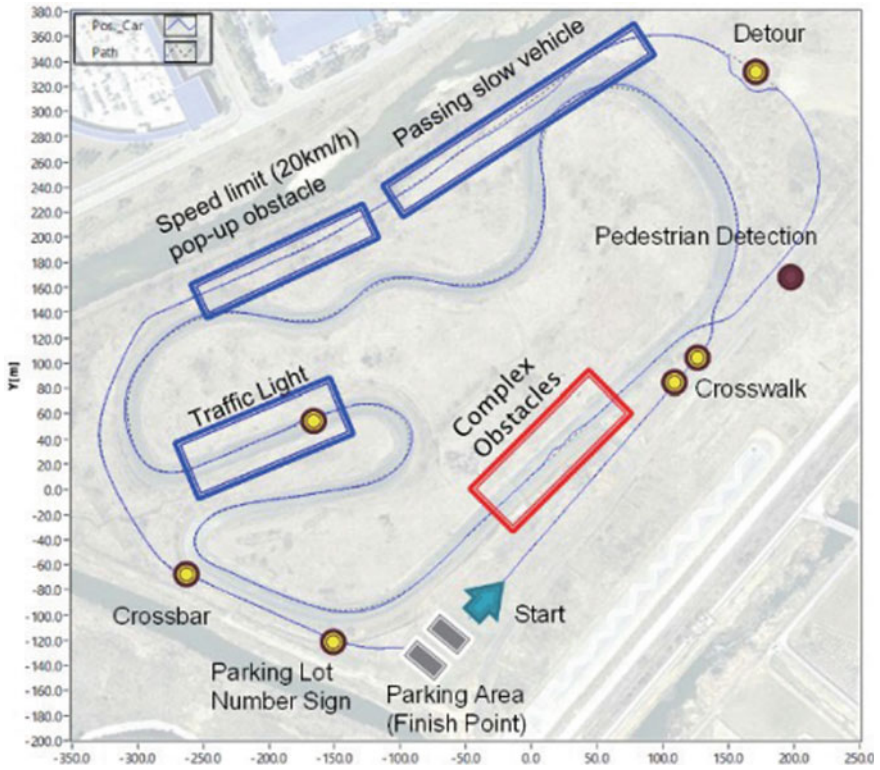 Pos._Car
Path
Detour
Passing slow vehicle
Speed limit (20km/h)
pop-up obstacle
Pedestrian Detection
Traffic Light
Complex
Obstacles
Crosswalk
Crossbar
Start
Parking Lot
Number Sign
Parking Area
(Finish Point)
Y[m]
380.0
360.0
340.0
320.0
300.0
280.0
260.0
240.0
220.0
200.0
180.0
160.0
140.0
120.0
100.0
80.0
60.0
40.0
20.0
0.0
-20.0
-40.0
-60.0
-80.0
-100.0
-120.0
-140.0
-160.0
-180.0
-200.0
-350.0 -300.0 -250.0 -200.0 -150.0 -100.0 -50.0 0.0 50.0 100.0 150.0 200.0 250.0